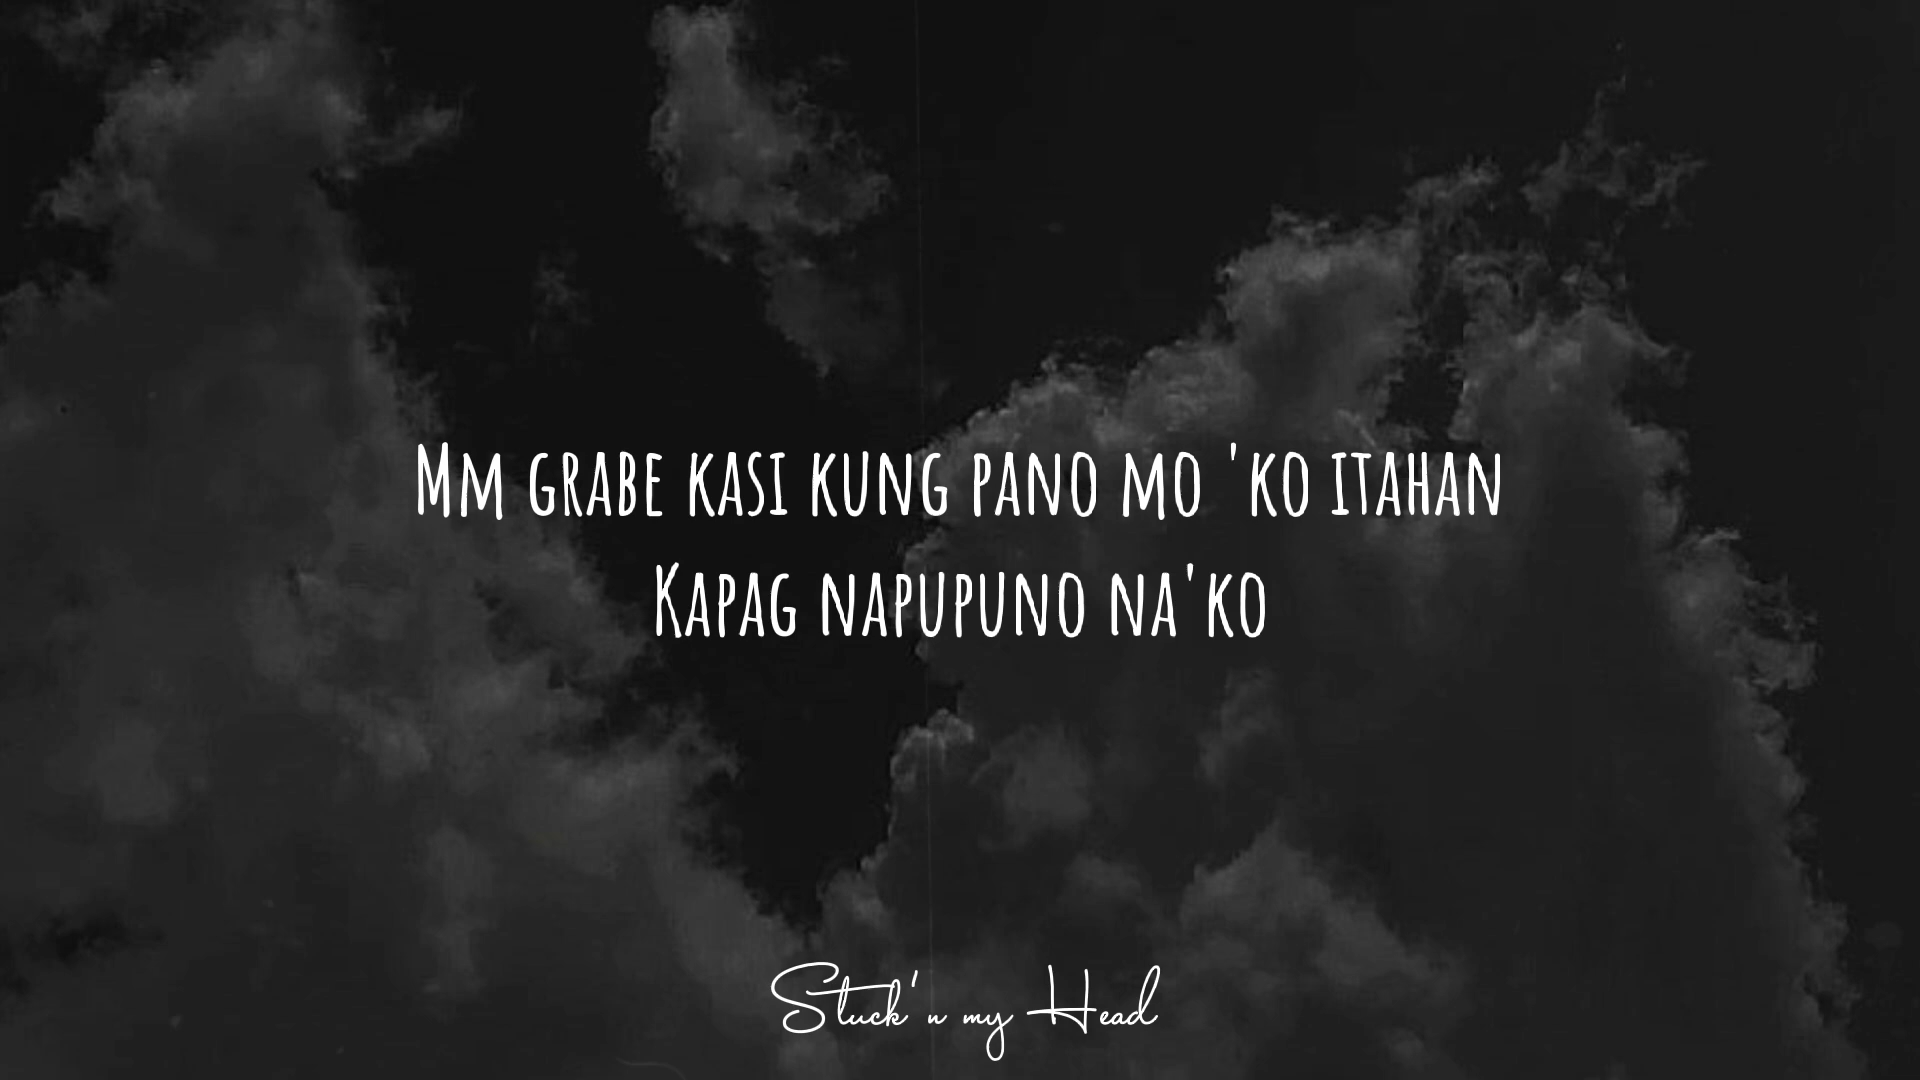 Mm grabe kasi kung pano mo 'ko itahan
Kapag napupuno na'ko
Stuck'n my Head